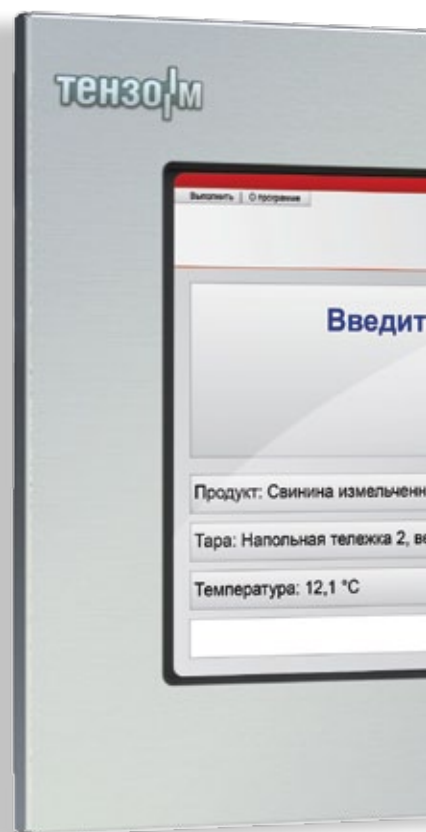 тензо м
Выполнить | О программе
Введит
Продукт: Свинина измельченн
Тара: Напольная тележка 2, ве
Температура: 12,1 °C